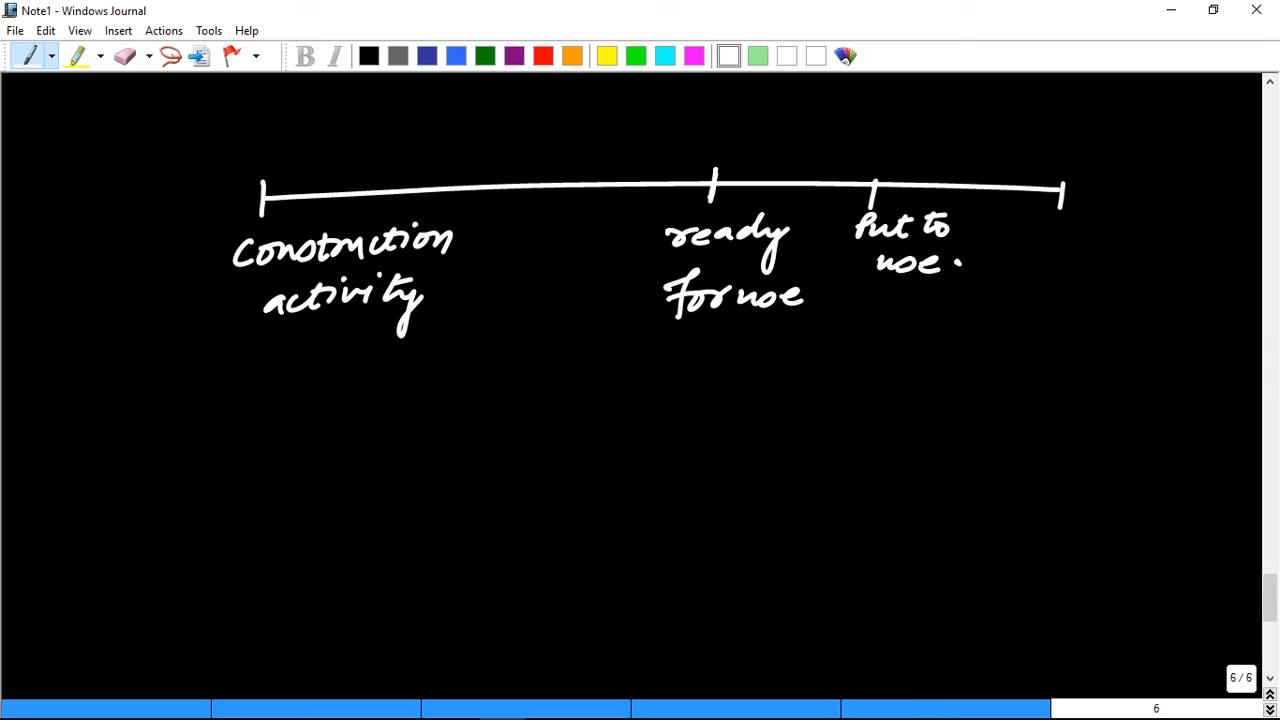 Note1 - Windows Journal
File Edit View Insert Actions Tools Help
B I
Construction
activity
ready
For use
Put to
use.
6 / 6
6